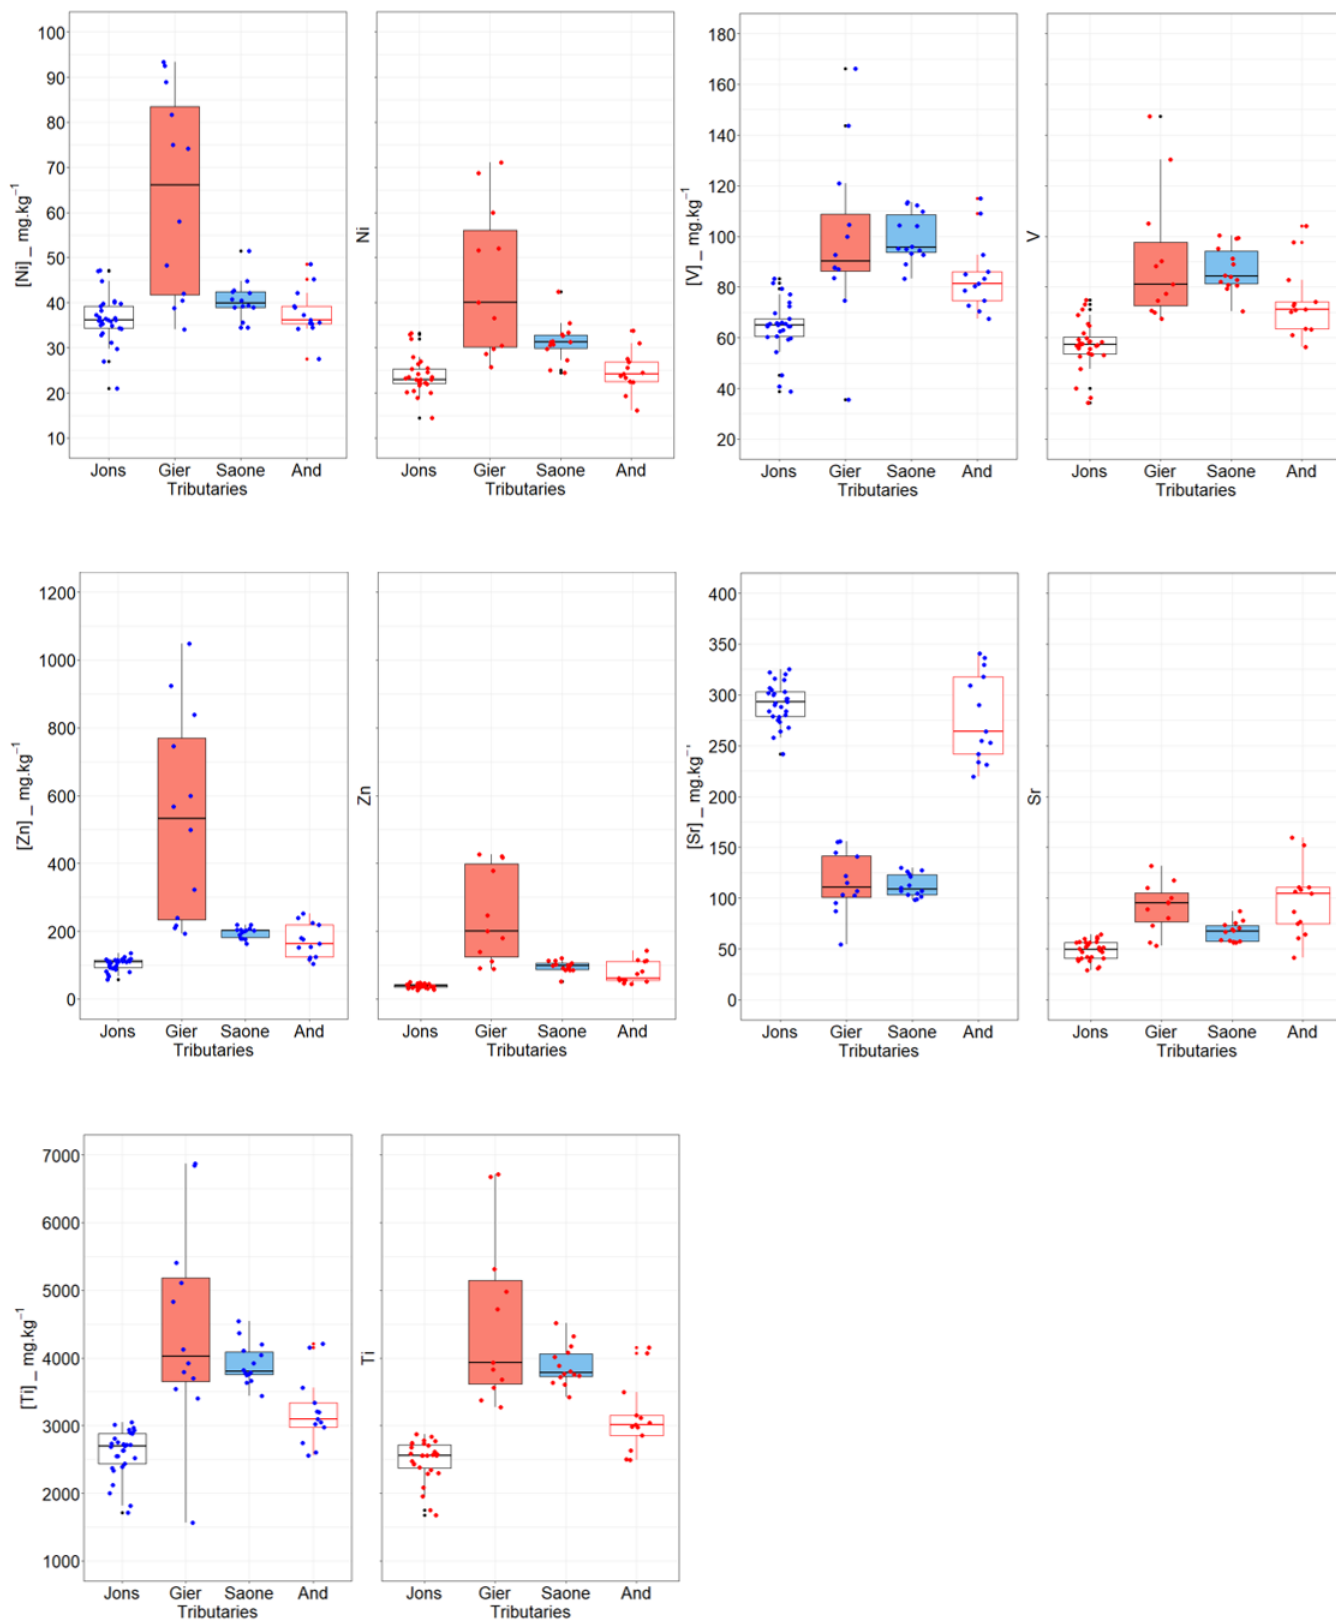 [Ni] _ mg.kg⁻¹
100
90
80
70
60
50
40
30
20
10
Jons Gier Saone And
Tributaries
Ni
Jons Gier Saone And
Tributaries
[V] _ mg.kg⁻¹
180
160
140
120
100
80
60
40
20
Jons Gier Saone And
Tributaries
V
Jons Gier Saone And
Tributaries
[Zn] _ mg.kg⁻¹
1200
1000
800
600
400
200
0
Jons Gier Saone And
Tributaries
Zn
Jons Gier Saone And
Tributaries
[Sr] _ mg.kg⁻
400
350
300
250
200
150
100
50
0
Jons Gier Saone And
Tributaries
Sr
Jons Gier Saone And
Tributaries
[Ti] _ mg.kg⁻¹
7000
6000
5000
4000
3000
2000
1000
Jons Gier Saone And
Tributaries
Ti
Jons Gier Saone And
Tributaries